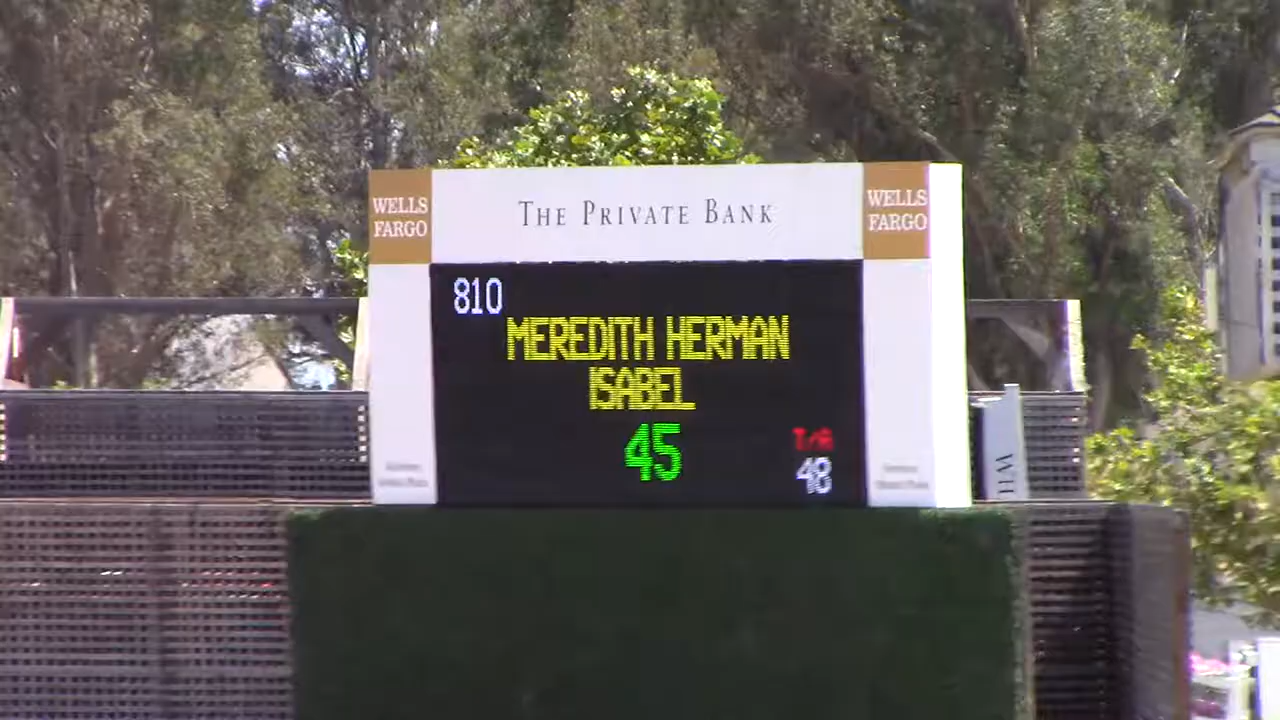 WELLS
FARGO
THE PRIVATE BANK
WELLS
FARGO
810
MEREDITH HERMAN
ISABEL
45
T/A
48